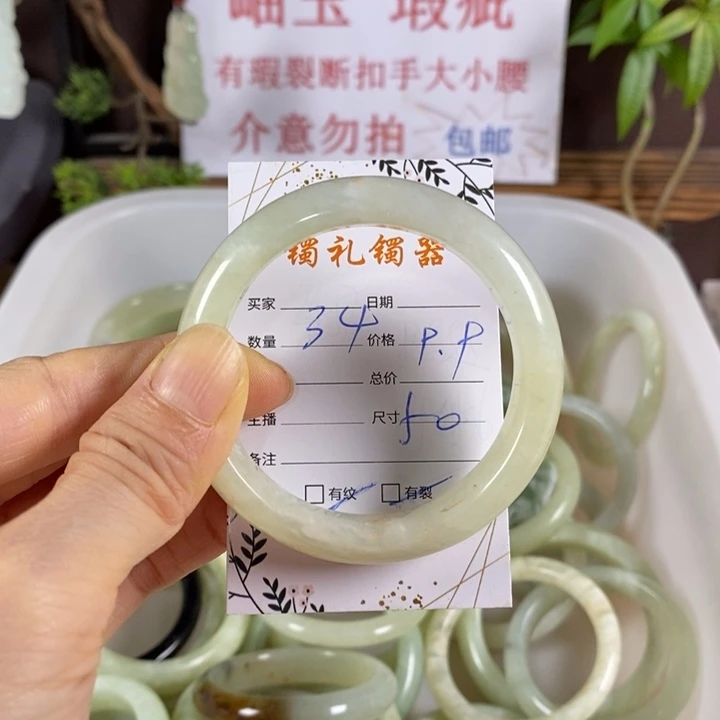 岫玉 瑕疵
有瑕裂断扣手大小腰
介意勿拍 包邮
镯礼镯器
买家 日期
数量 34 价格 9.9
总价
主播 尺寸 50
备注
有纹 有裂